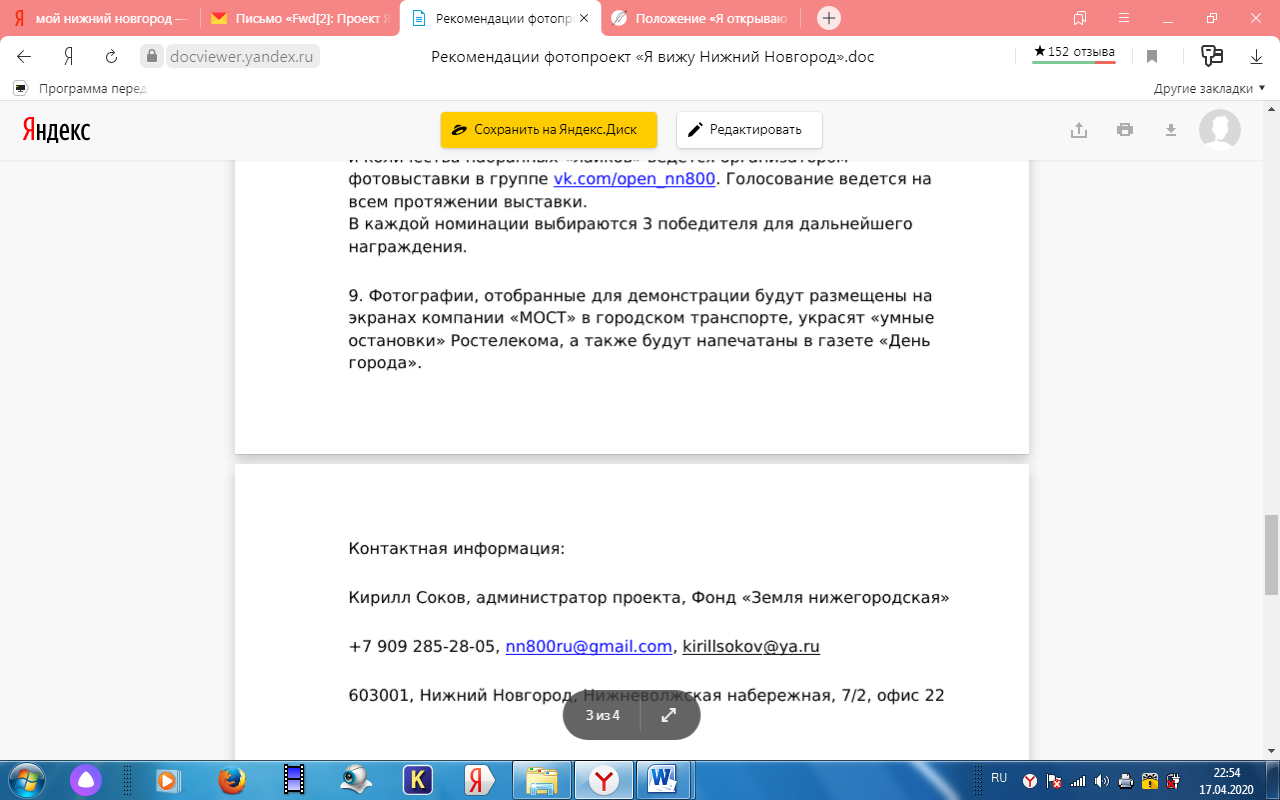 мой нижний новгород —
Письмо «Fwd[2]: Проект Я
Рекомендации фотопр
Положение «Я открываю
docviewer.yandex.ru
Рекомендации фотопроект «Я вижу Нижний Новгород».doc
★152 отзыва
Программа перед
Другие закладки
Яндекс
Сохранить на Яндекс.Диск
Редактировать
и количества набранных «лайков» ведется организатором
фотовыставки в группе vk.com/open_nn800. Голосование ведется на
всем протяжении выставки.
В каждой номинации выбираются 3 победителя для дальнейшего
награждения.
9. Фотографии, отобранные для демонстрации будут размещены на
экранах компании «МОСТ» в городском транспорте, украсят «умные
остановки» Ростелекома, а также будут напечатаны в газете «День
города».
Контактная информация:
Кирилл Соков, администратор проекта, Фонд «Земля нижегородская»
+7 909 285-28-05, nn800ru@gmail.com, kirillsokov@ya.ru
603001, Нижний Новгород, Нижневолжская набережная, 7/2, офис 22
3 из 4
RU
22:54
17.04.2020